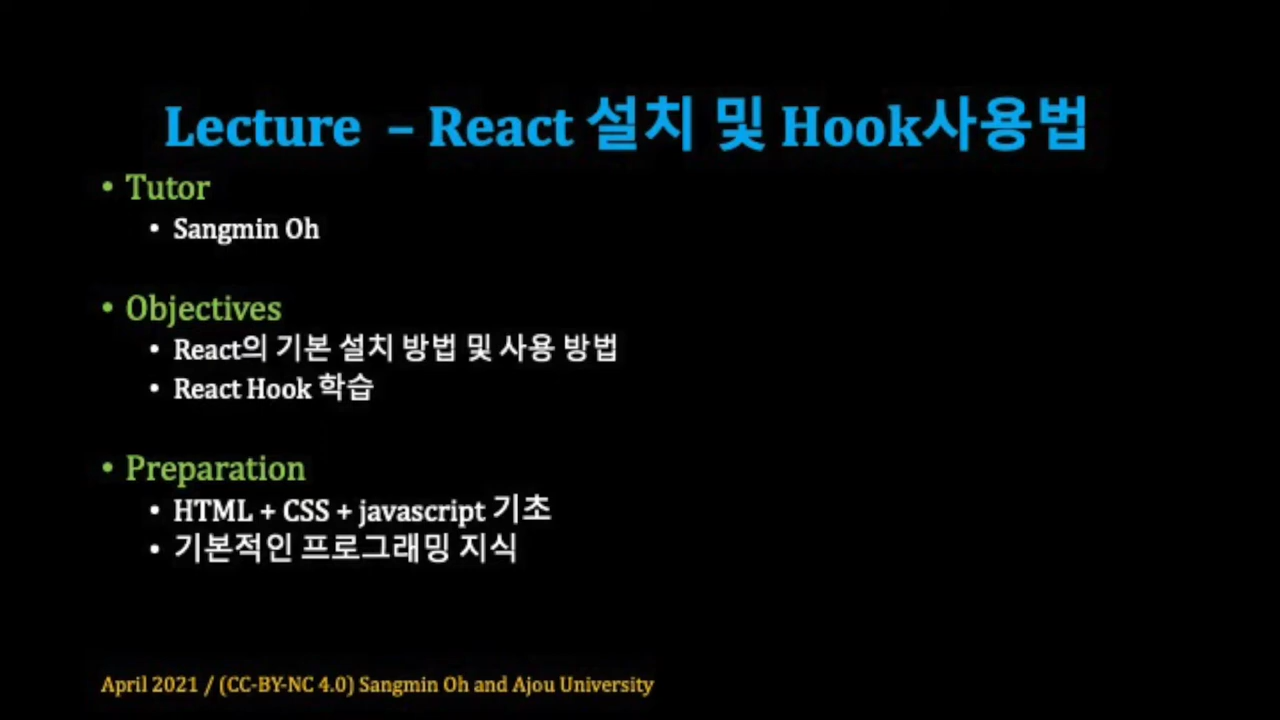 Lecture – React 설치 및 Hook사용법
• Tutor
• Sangmin Oh
• Objectives
• React의 기본 설치 방법 및 사용 방법
• React Hook 학습
• Preparation
• HTML + CSS + javascript 기초
• 기본적인 프로그래밍 지식
April 2021 / (CC-BY-NC 4.0) Sangmin Oh and Ajou University